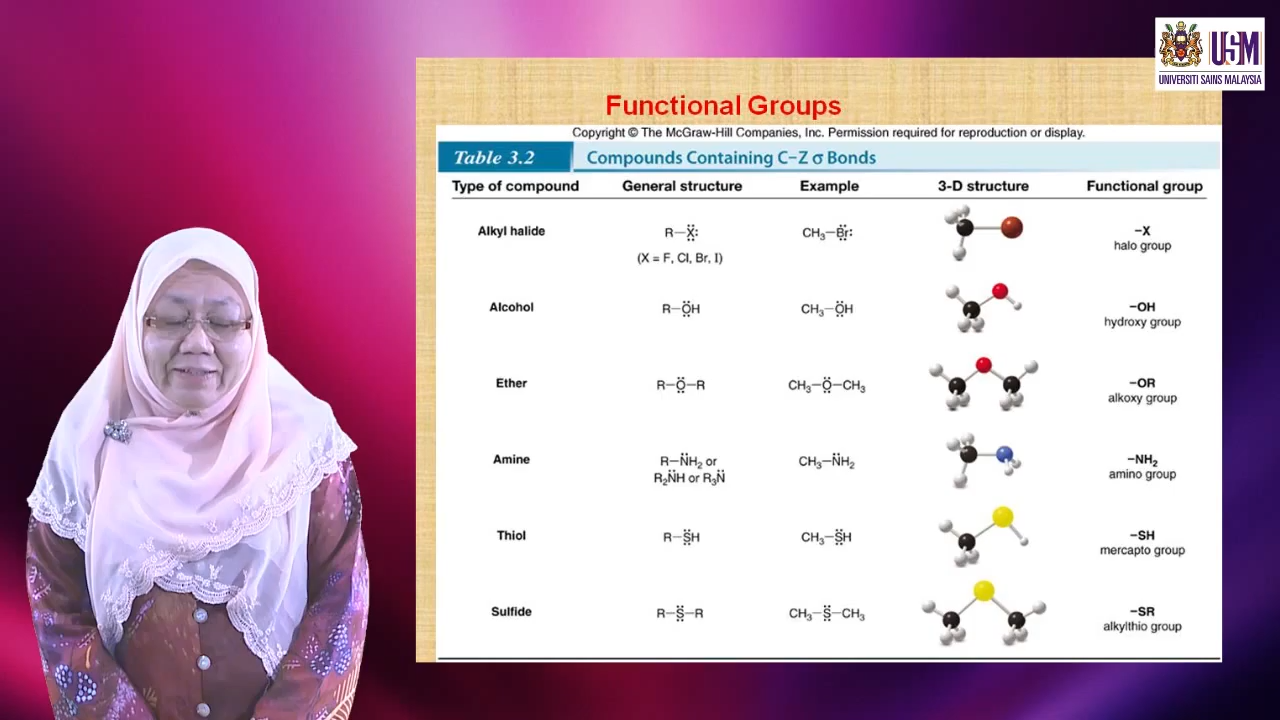 USM
UNIVERSITI SAINS MALAYSIA
Functional Groups
Copyright © The McGraw-Hill Companies, Inc. Permission required for reproduction or display.
Table 3.2 Compounds Containing C–Z σ Bonds
Type of compound General structure Example 3-D structure Functional group
Alkyl halide R–X: CH₃–Br: –X
(X = F, Cl, Br, I) halo group
Alcohol R–OH CH₃–OH –OH
hydroxy group
Ether R–O–R CH₃–O–CH₃ –OR
alkoxy group
Amine R–NH₂ or CH₃–NH₂ –NH₂
R₂NH or R₃N amino group
Thiol R–SH CH₃–SH –SH
mercapto group
Sulfide R–S–R CH₃–S–CH₃ –SR
alkylthio group